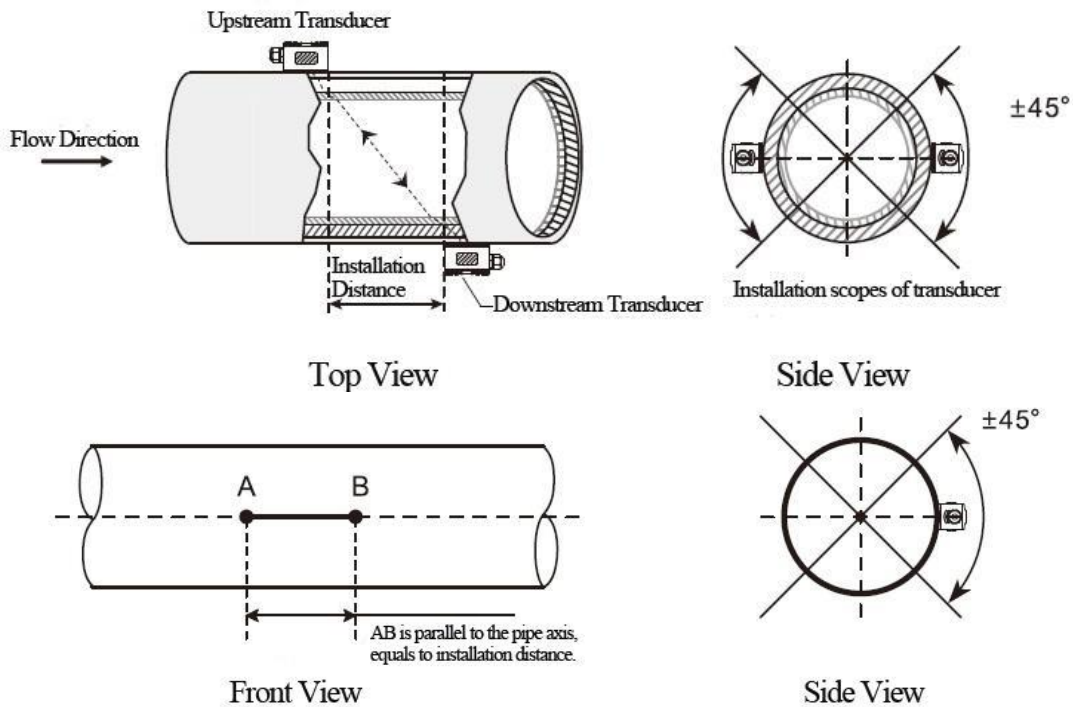 Upstream Transducer
Flow Direction
Installation
Distance
Downstream Transducer
Top View
±45°
Installation scopes of transducer
Side View
A
B
AB is parallel to the pipe axis,
equals to installation distance.
Front View
±45°
Side View